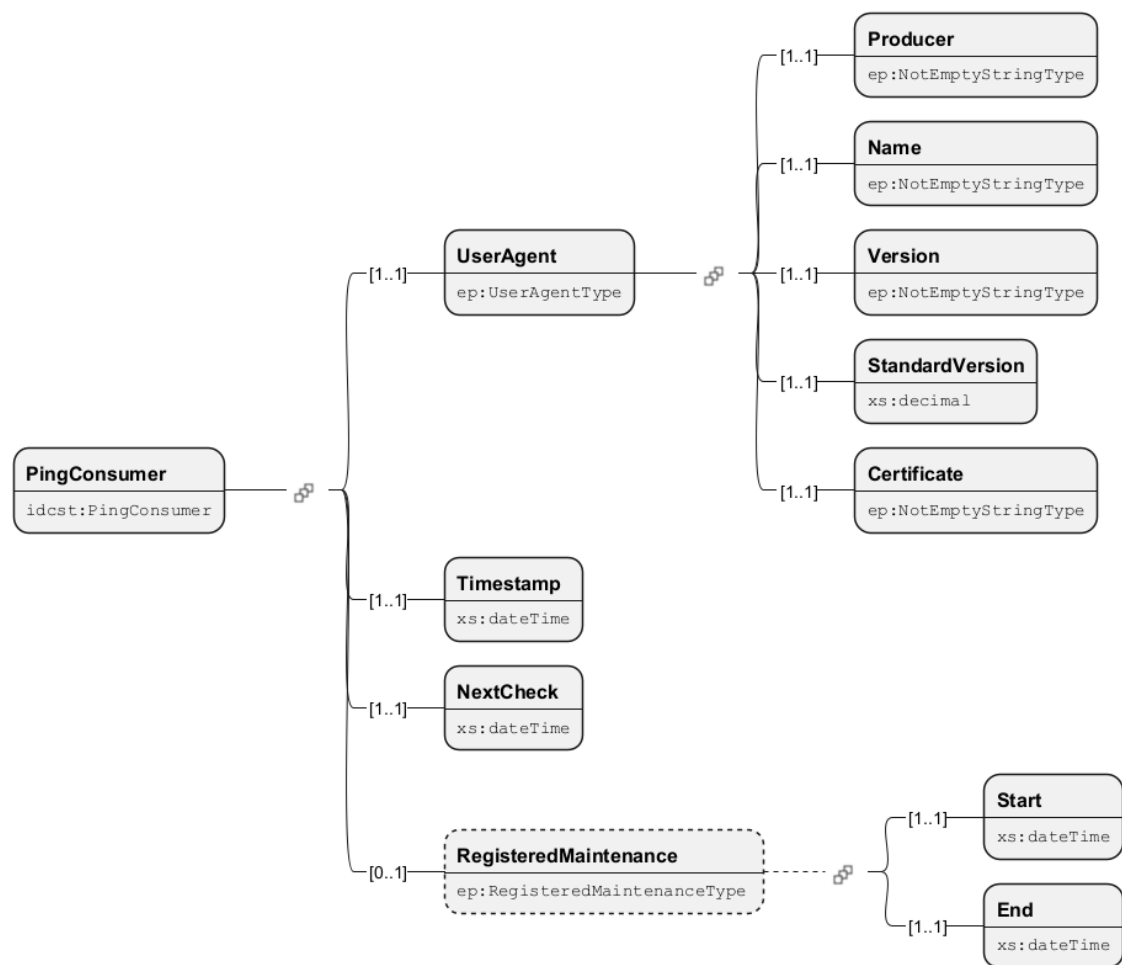 Producer
[1..1]
ep:NotEmptyStringType
Name
[1..1]
ep:NotEmptyStringType
UserAgent
[1..1]
ep:UserAgentType
Version
[1..1]
ep:NotEmptyStringType
StandardVersion
[1..1]
xs:decimal
PingConsumer
idcst:PingConsumer
Certificate
[1..1]
ep:NotEmptyStringType
Timestamp
[1..1]
xs:dateTime
NextCheck
[1..1]
xs:dateTime
RegisteredMaintenance
[0..1]
ep:RegisteredMaintenanceType
Start
[1..1]
xs:dateTime
End
[1..1]
xs:dateTime